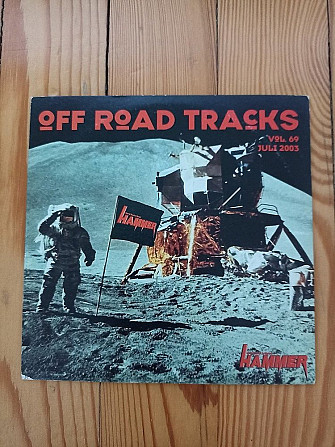 OFF ROAD TRACKS
VOL. 69
JULI 2003
HAMMER
HAMMER